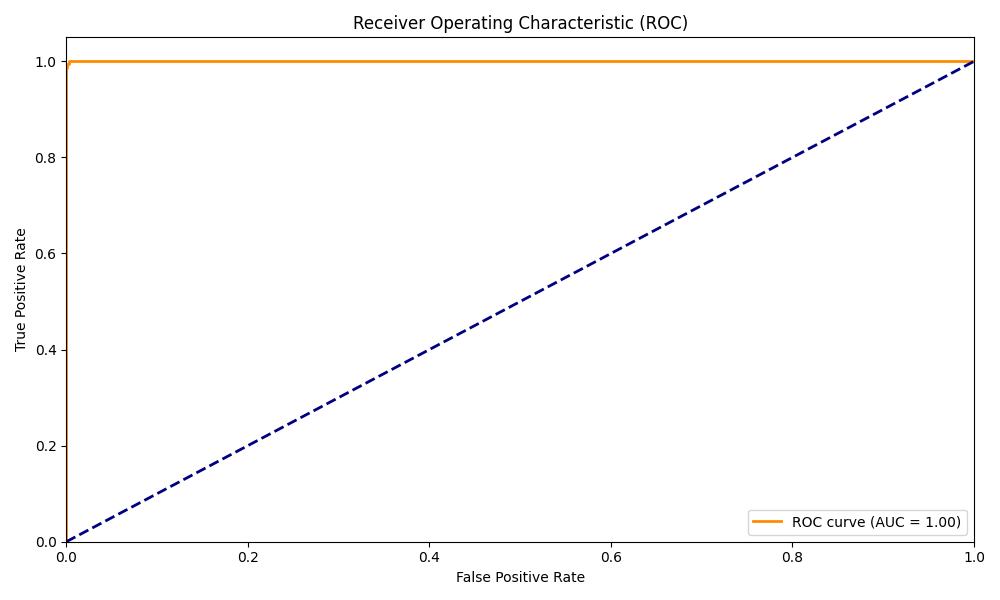 Receiver Operating Characteristic (ROC)
True Positive Rate
1.0
0.8
0.6
0.4
0.2
0.0
ROC curve (AUC = 1.00)
0.0 0.2 0.4 0.6 0.8 1.0
False Positive Rate